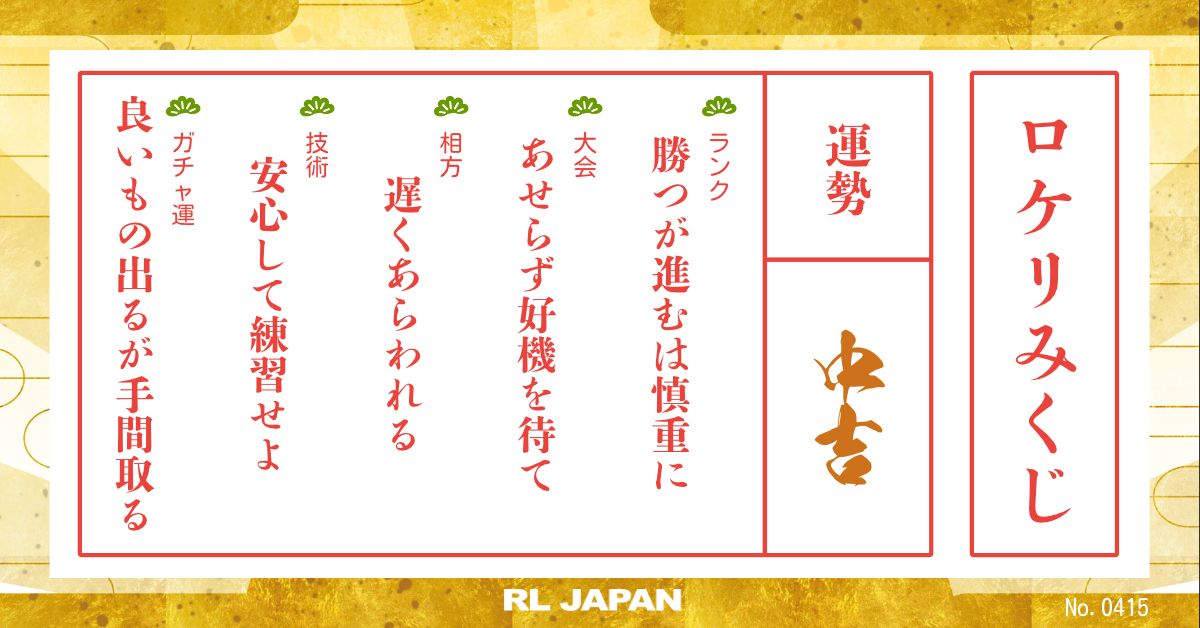 ロケリみくじ
運勢
中吉
ランク
勝つが進むは慎重に
大会
あせらず好機を待て
相方
遅くあらわれる
技術
安心して練習せよ
ガチャ運
良いもの出るが手間取る
RL JAPAN
No. 0415